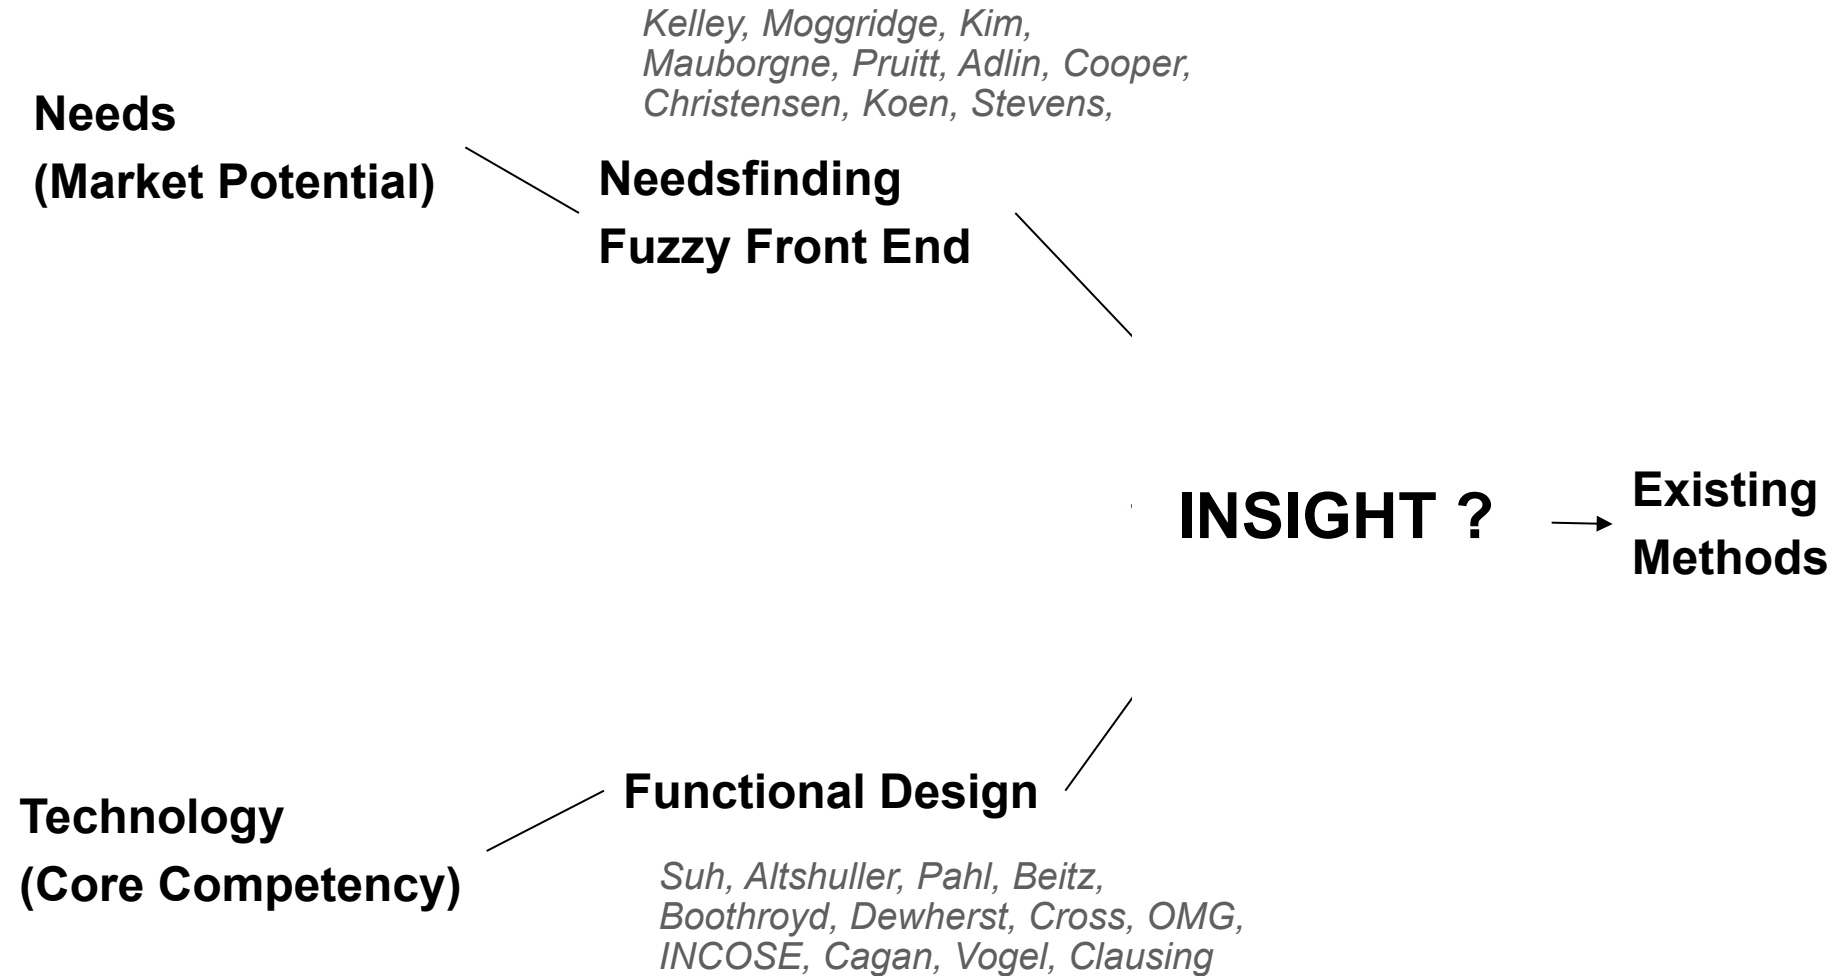 Kelley, Moggridge, Kim,
Mauborgne, Pruitt, Adlin, Cooper,
Christensen, Koen, Stevens,
Needs
(Market Potential)
Needsfinding
Fuzzy Front End
INSIGHT ?
Existing
Methods
Functional Design
Technology
(Core Competency)
Suh, Altshuller, Pahl, Beitz,
Boothroyd, Dewherst, Cross, OMG,
INCOSE, Cagan, Vogel, Clausing